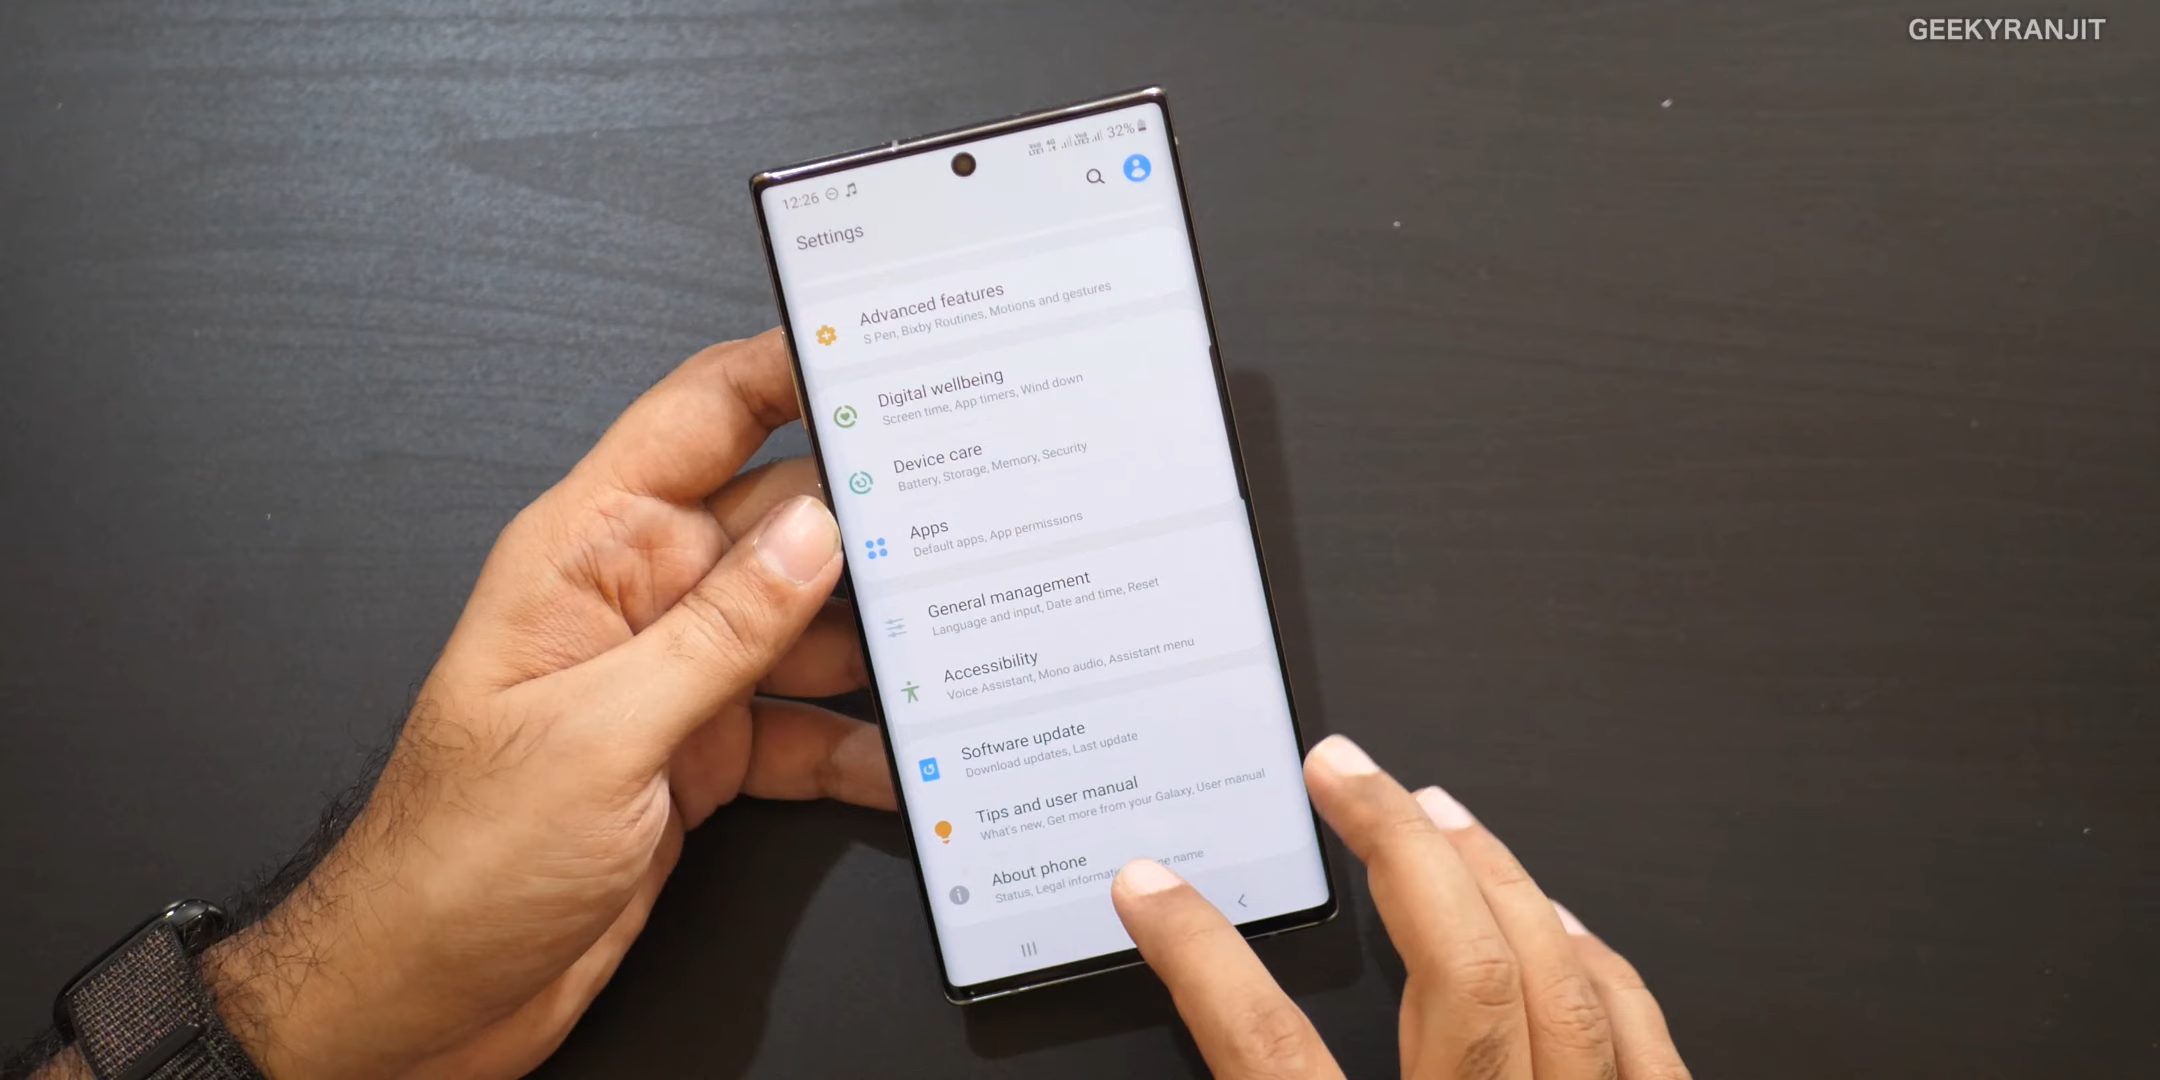 GEEKYRANJIT
12:26
32%
Settings
Advanced features
S Pen, Bixby Routines, Motions and gestures
Digital wellbeing
Screen time, App timers, Wind down
Device care
Battery, Storage, Memory, Security
Apps
Default apps, App permissions
General management
Language and input, Date and time, Reset
Accessibility
Voice Assistant, Mono audio, Assistant menu
Software update
Download updates, Last update
Tips and user manual
What's new, Get more from your Galaxy, User manual
About phone
Status, Legal name